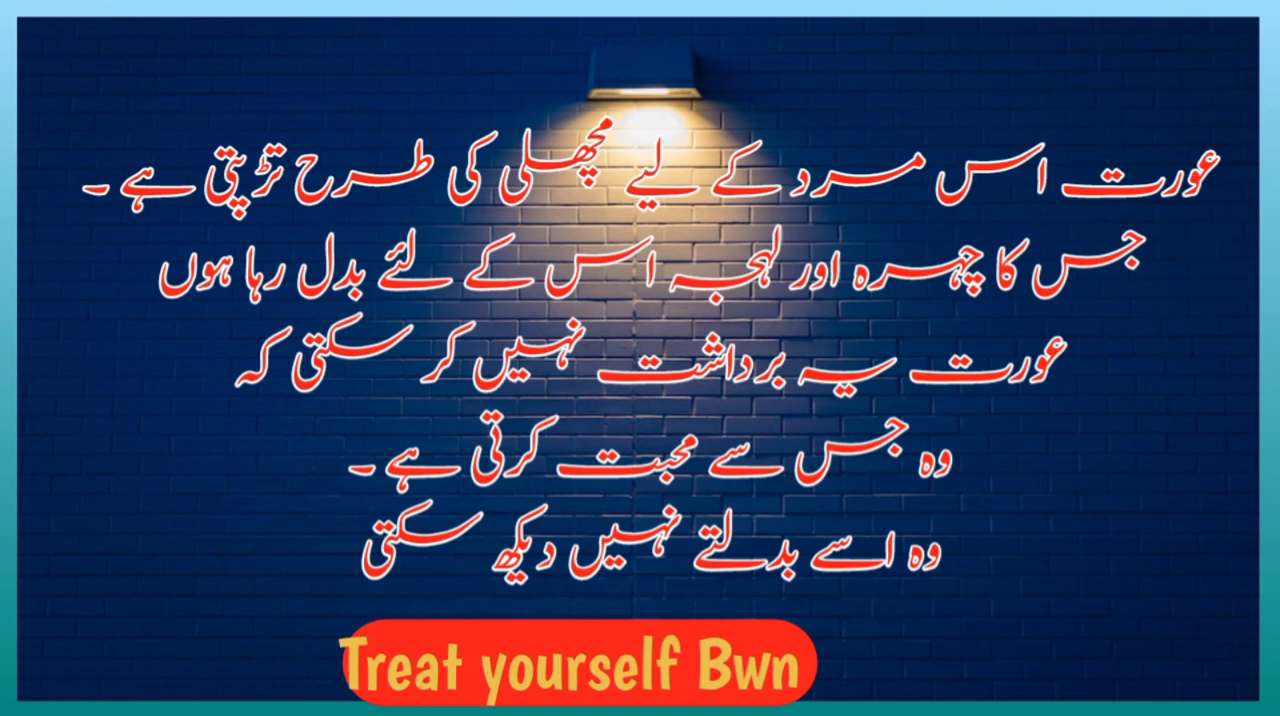 عورت اس مرد کے لیے مچھلی کی طرح تڑپتی ہے ۔
جس کا چہرہ اور لہجہ اس کے لئے بدل رہا ہوں
عورت یہ برداشت نہیں کر سکتی کہ
وہ جس سے محبت کرتی ہے ۔
وہ اسے بدلتے نہیں دیکھ سکتی
Treat yourself Bwn